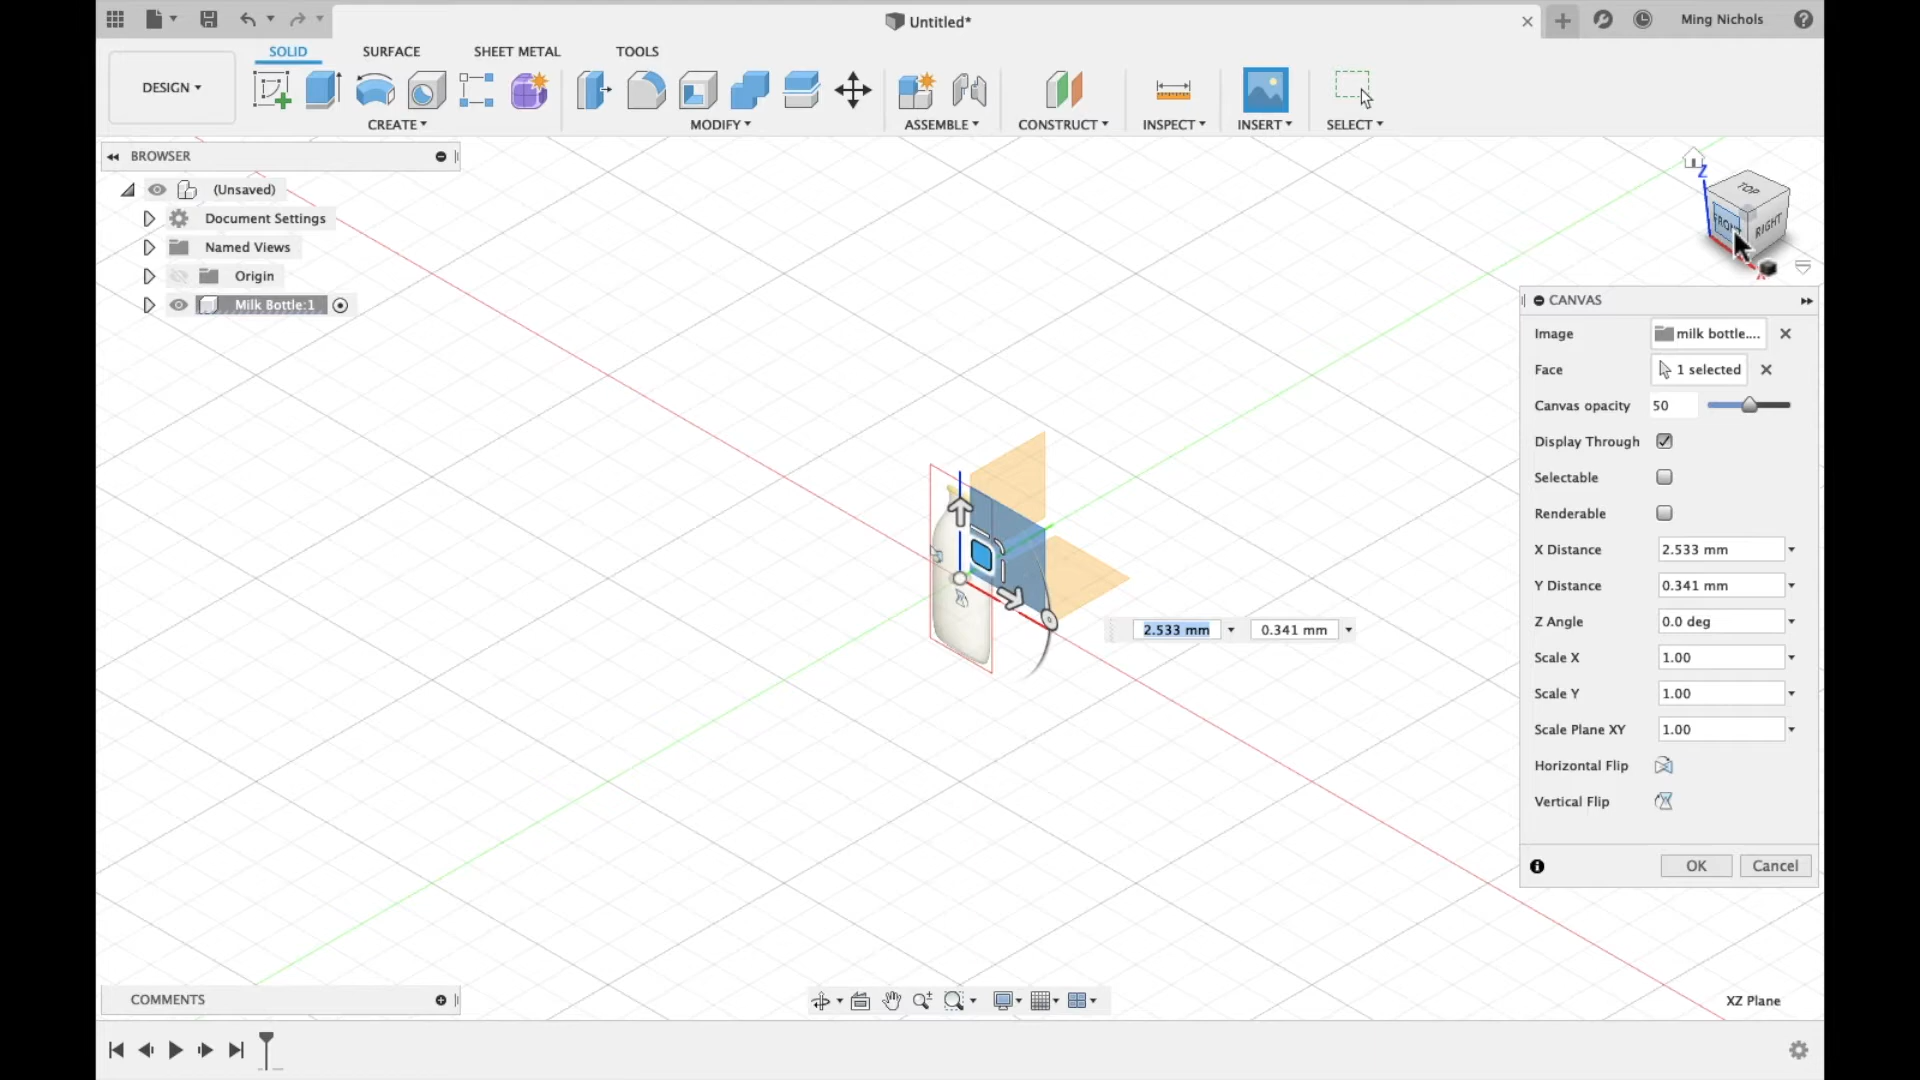 Untitled*
Ming Nichols
DESIGN
SOLID
SURFACE
SHEET METAL
TOOLS
CREATE
MODIFY
ASSEMBLE
CONSTRUCT
INSPECT
INSERT
SELECT
BROWSER
(Unsaved)
Document Settings
Named Views
Origin
Milk Bottle:1
Z
TOP
FRONT
RIGHT
X
CANVAS
Image
milk bottle....
Face
1 selected
Canvas opacity
50
Display Through
Selectable
Renderable
X Distance
2.533 mm
Y Distance
0.341 mm
Z Angle
0.0 deg
Scale X
1.00
Scale Y
1.00
Scale Plane XY
1.00
Horizontal Flip
Vertical Flip
OK
Cancel
2.533 mm
0.341 mm
COMMENTS
XZ Plane